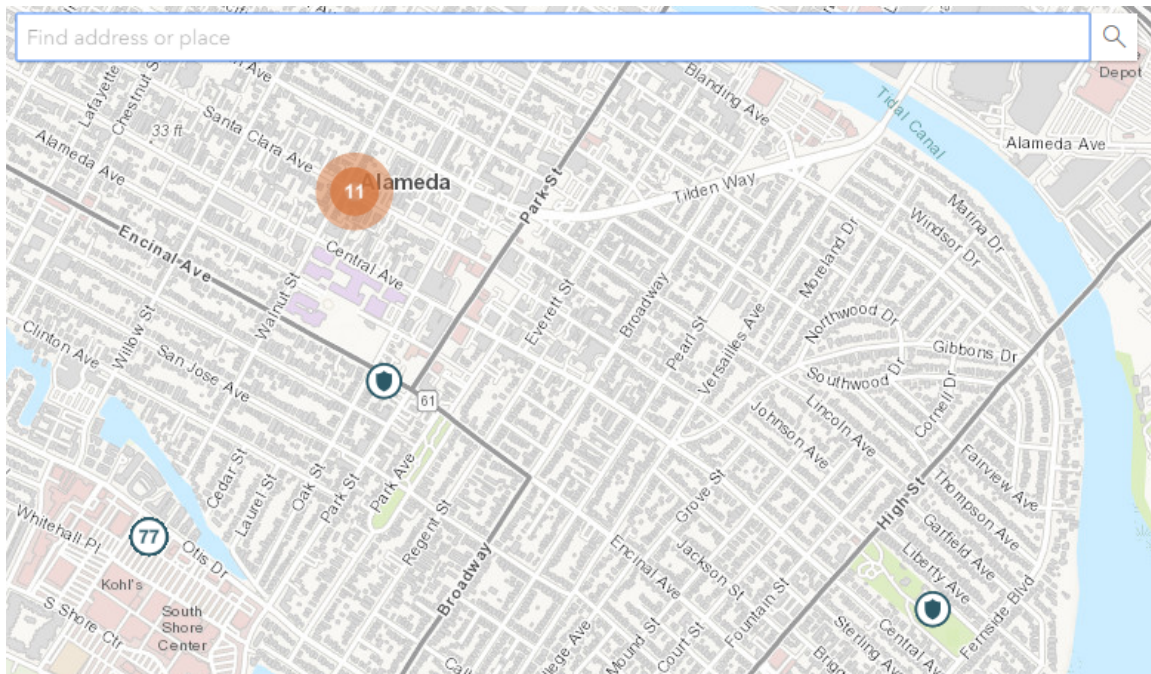 Find address or place
Depot
Lafayette
Chestnut St
Ave
Blanding Ave
Tidal Canal
Alameda Ave
33 ft
Santa Clara Ave
Alameda Ave
11
Alameda
Park St
Tilden Way
Marina Dr
Windsor Dr
Moreland Dr
Encinal Ave
Central Ave
Walnut St
Willow St
Everett St
Broadway
Pearl St
Versailles Ave
Northwood Dr
Gibbons Dr
Southwood Dr
Cornell Dr
Clinton Ave
San Jose Ave
61
Lincoln Ave
Johnson Ave
Cedar St
Laurel St
Oak St
Park St
Park Ave
Regent St
Grove St
High St
Fairview Ave
Thompson Ave
Garfield Ave
Liberty Ave
77
Whitehall Pl
Otis Dr
Encinal Ave
Jackson St
Kohl's
South
Shore
Center
S Shore Ctr
Broadway
Fountain St
Mound St
Court St
Sterling Ave
Central Av
Fernside Blvd